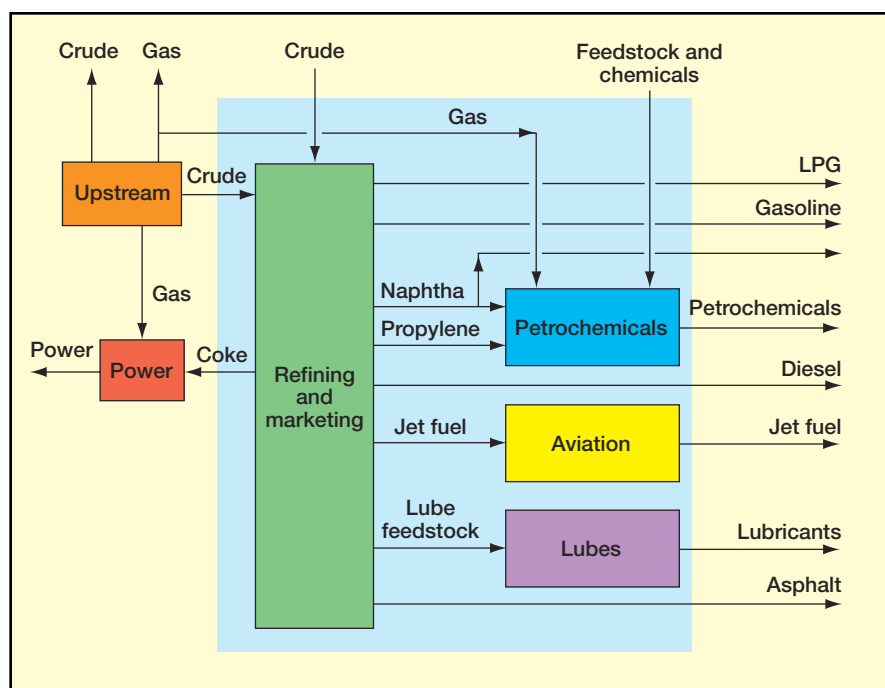 Crude
Gas
Crude
Feedstock and
chemicals
Gas
LPG
Upstream
Crude
Gasoline
Gas
Naphtha
Petrochemicals
Petrochemicals
Propylene
Power
Power
Coke
Refining
and
marketing
Diesel
Jet fuel
Aviation
Jet fuel
Lube
feedstock
Lubes
Lubricants
Asphalt